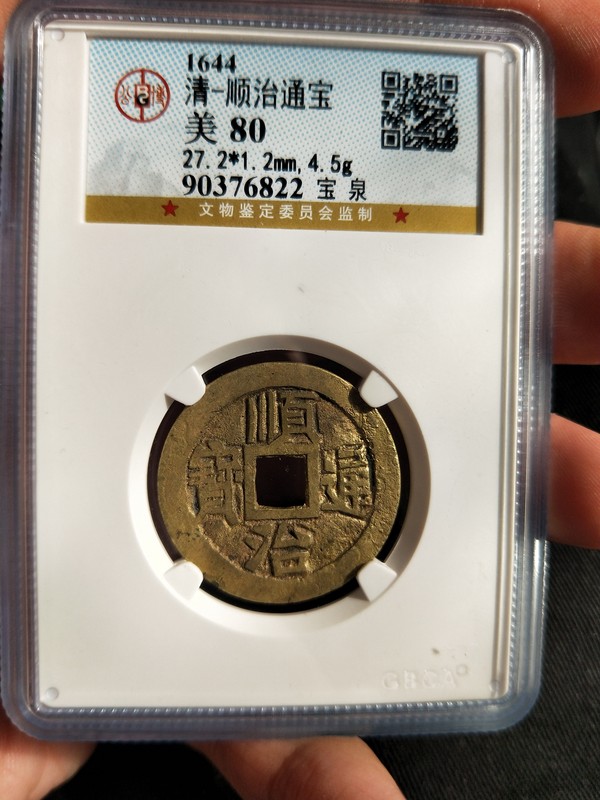 1644
清-顺治通宝
美 80
27.2*1.2mm,4.5g
90376822 宝 泉
★ 文物鉴定委员会监制 ★
順
寶 通
治
GBCA